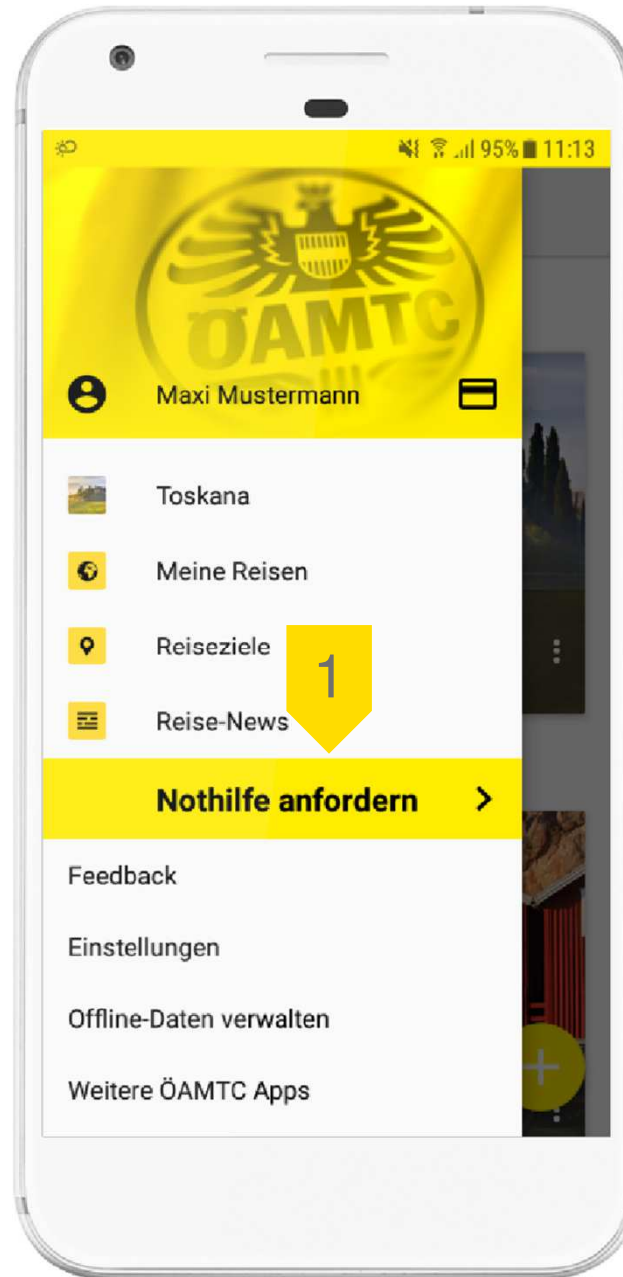 95% 11:13
ÖAMTC
Maxi Mustermann
Toskana
Meine Reisen
Reiseziele
1
Reise-News
Nothilfe anfordern
Feedback
Einstellungen
Offline-Daten verwalten
Weitere ÖAMTC Apps